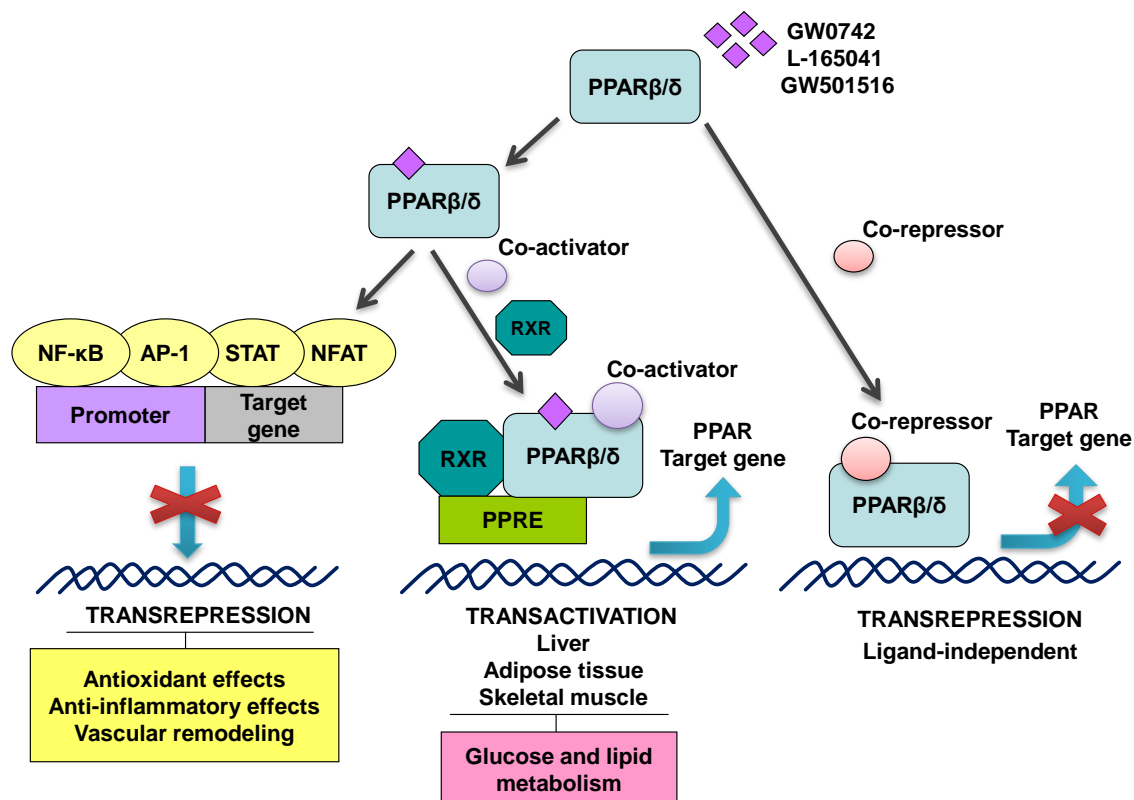 GW0742
L-165041
GW501516
PPARβ/δ
PPARβ/δ
Co-activator
RXR
Co-repressor
NF-κB
AP-1
STAT
NFAT
Promoter
Target
gene
Co-activator
RXR
PPARβ/δ
PPRE
PPAR
Target gene
Co-repressor
PPARβ/δ
PPAR
Target gene
TRANSREPRESSION
Antioxidant effects
Anti-inflammatory effects
Vascular remodeling
TRANSACTIVATION
Liver
Adipose tissue
Skeletal muscle
Glucose and lipid
metabolism
TRANSREPRESSION
Ligand-independent